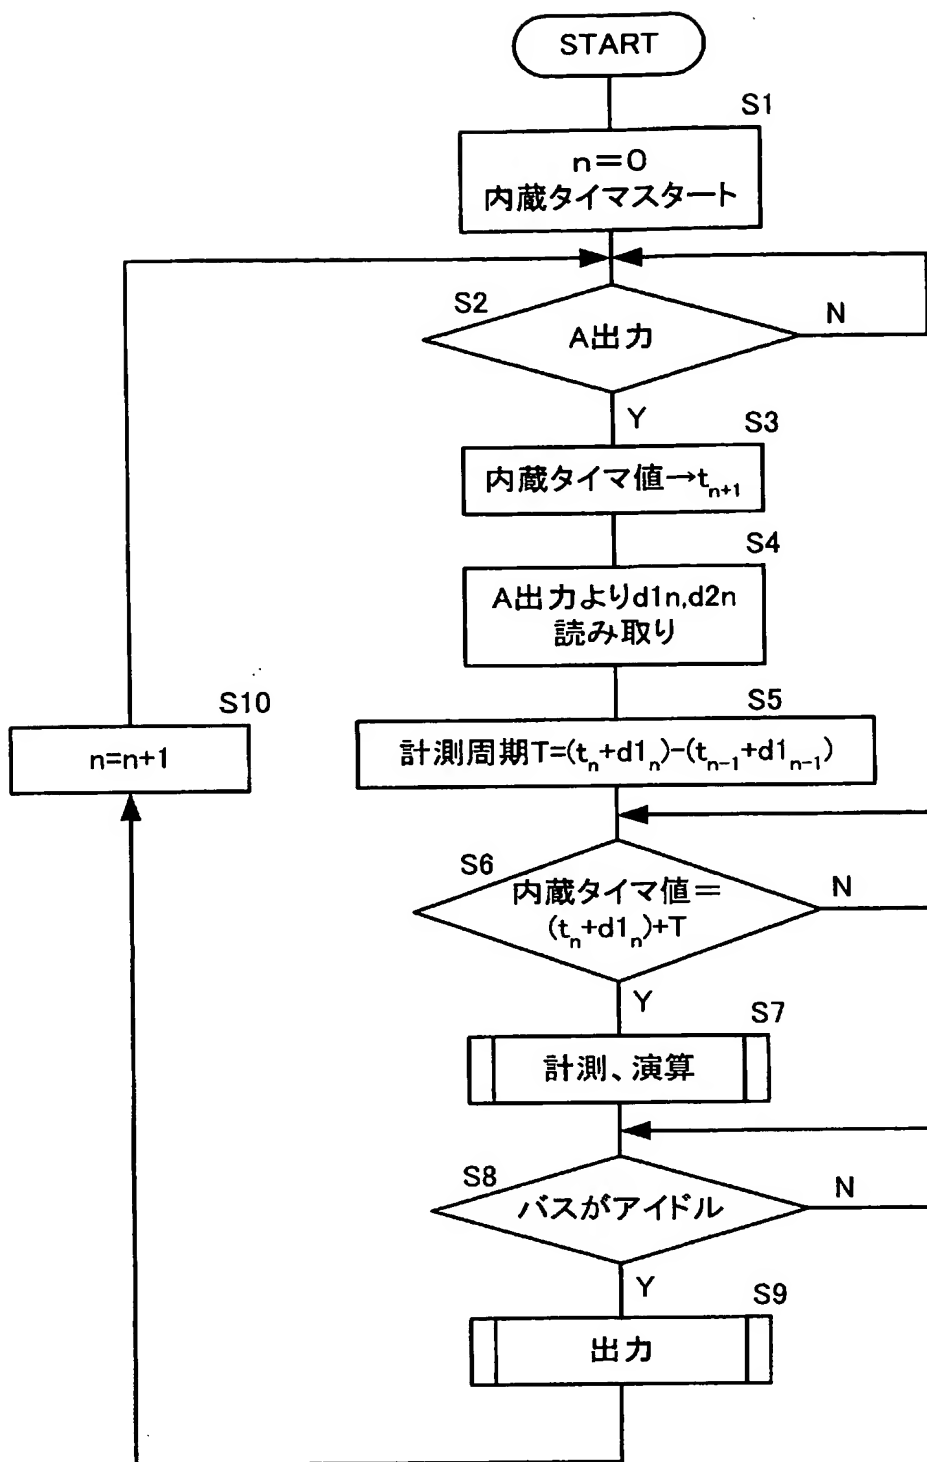 START
S1
n=0
内蔵タイマスタート
S2
A出力
N
Y
S3
内蔵タイマ値→tn+1
S4
A出力よりd1n,d2n
読み取り
S5
計測周期T=(tn+d1n)-(tn-1+d1n-1)
S10
n=n+1
S6
内蔵タイマ値=
(tn+d1n)+T
N
Y
S7
計測、演算
S8
バスがアイドル
N
Y
S9
出力